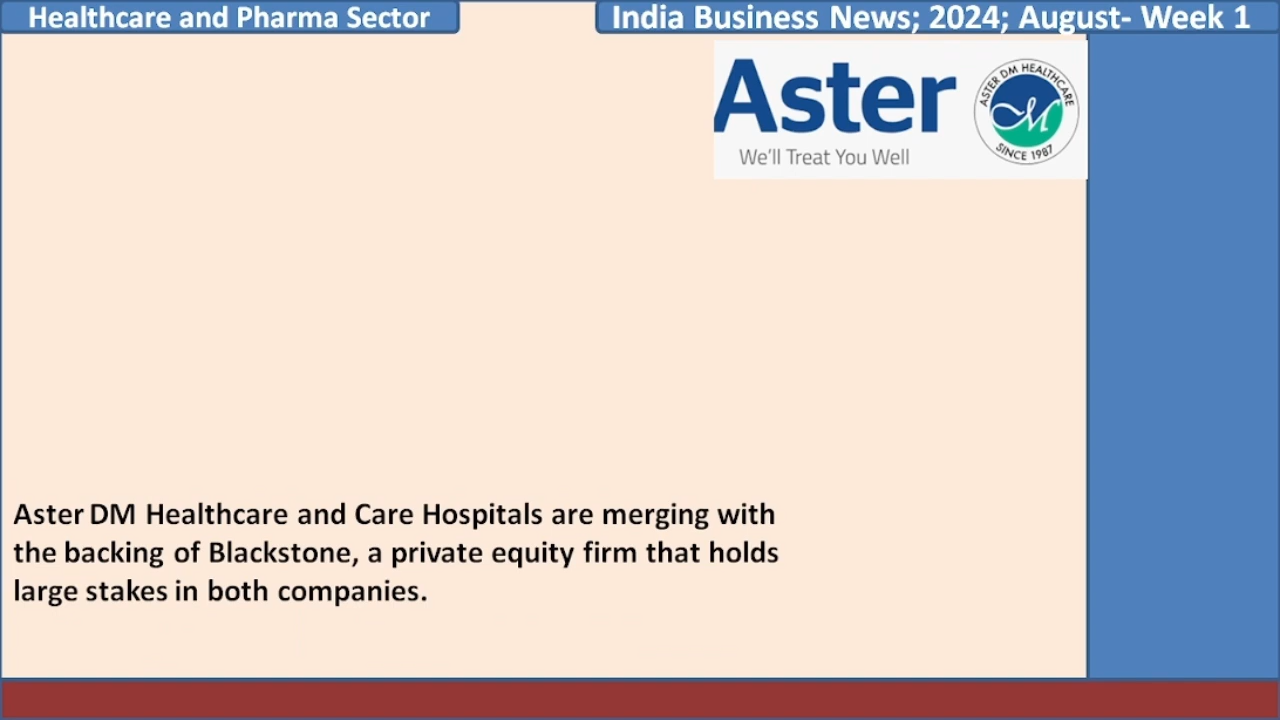 Healthcare and Pharma Sector
India Business News; 2024; August- Week 1
Aster
We'll Treat You Well
ASTER DM HEALTHCARE
M
SINCE 1987
Aster DM Healthcare and Care Hospitals are merging with
the backing of Blackstone, a private equity firm that holds
large stakes in both companies.